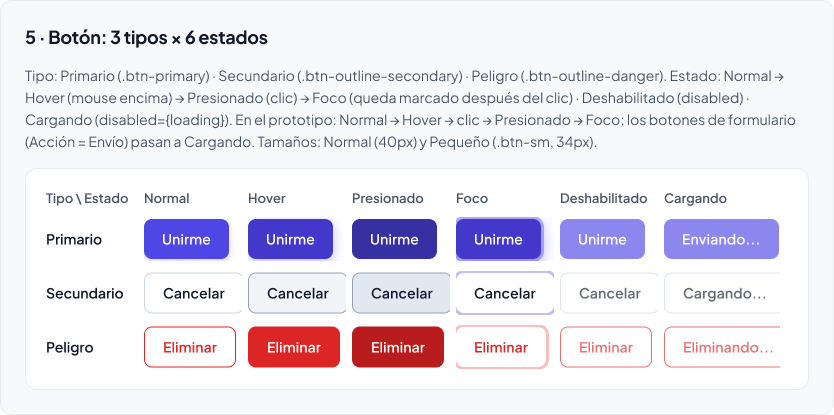 5 · Botón: 3 tipos × 6 estados
Tipo: Primario (.btn-primary) · Secundario (.btn-outline-secondary) · Peligro (.btn-outline-danger). Estado: Normal →
Hover (mouse encima) → Presionado (clic) → Foco (queda marcado después del clic) · Deshabilitado (disabled) ·
Cargando (disabled={loading}). En el prototipo: Normal → Hover → clic → Presionado → Foco; los botones de formulario
(Acción = Envío) pasan a Cargando. Tamaños: Normal (40px) y Pequeño (.btn-sm, 34px).
Tipo \ Estado Normal Hover Presionado Foco Deshabilitado Cargando
Primario Unirme Unirme Unirme Unirme Unirme Enviando...
Secundario Cancelar Cancelar Cancelar Cancelar Cancelar Cargando...
Peligro Eliminar Eliminar Eliminar Eliminar Eliminar Eliminando...